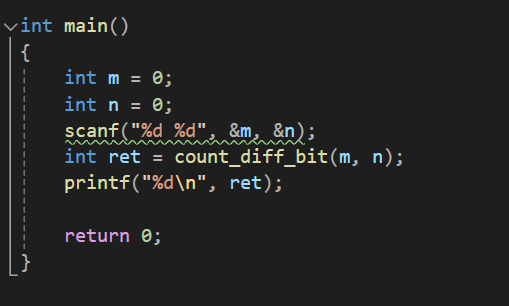 int main()
{
int m = 0;
int n = 0;
scanf("%d %d", &m, &n);
int ret = count_diff_bit(m, n);
printf("%d\n", ret);
return 0;
}